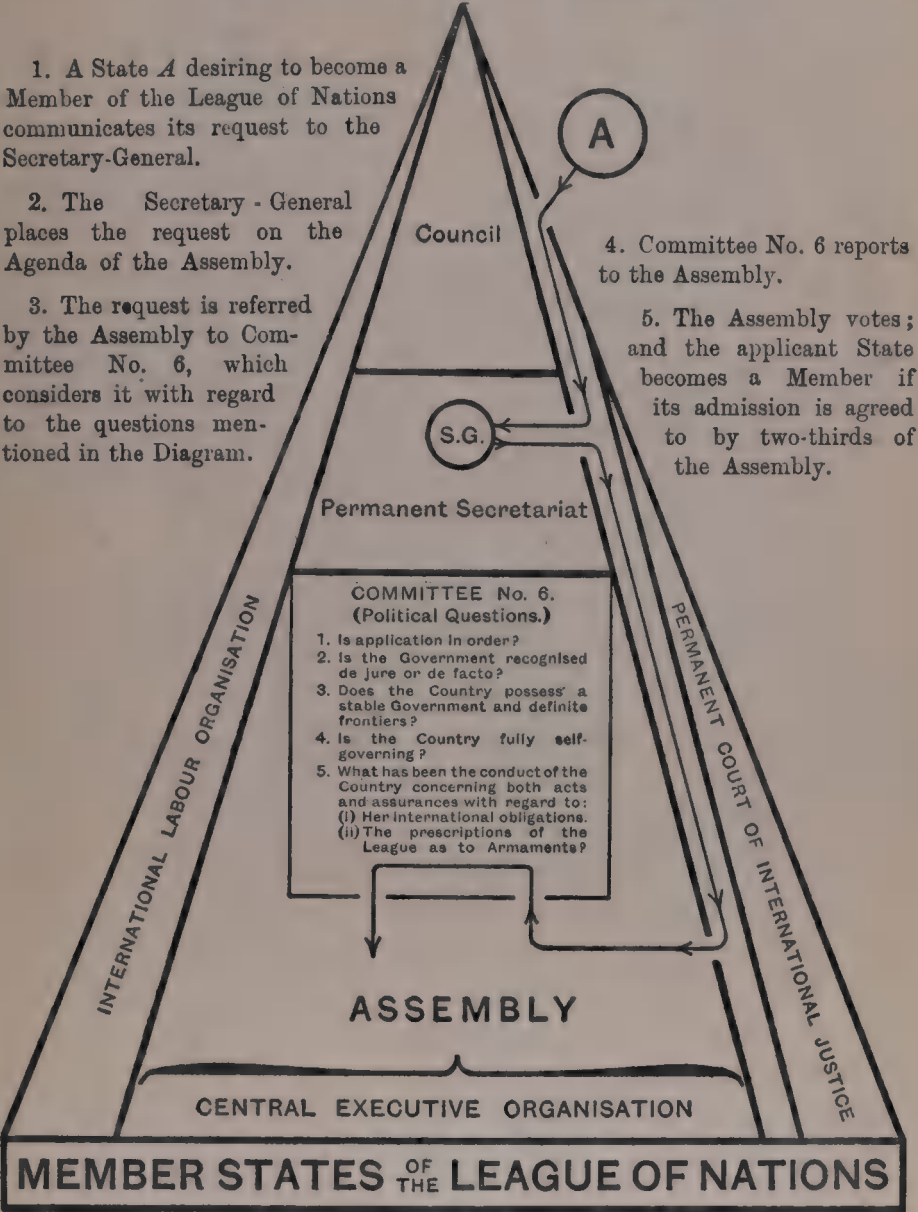 1. A State A desiring to become a
Member of the League of Nations
communicates its request to the
Secretary-General.
2. The Secretary-General
places the request on the
Agenda of the Assembly.
3. The request is referred
by the Assembly to Com-
mittee No. 6, which
considers it with regard
to the questions men-
tioned in the Diagram.
A
4. Committee No. 6 reports
to the Assembly.
5. The Assembly votes;
and the applicant State
becomes a Member if
its admission is agreed
to by two-thirds of
the Assembly.
Council
S.G.
Permanent Secretariat
COMMITTEE No. 6.
(Political Questions.)
1. Is application in order?
2. Is the Government recognised
de jure or de facto?
3. Does the Country possess a
stable Government and definite
frontiers?
4. Is the Country fully self-
governing?
5. What has been the conduct of the
Country concerning both acts
and assurances with regard to:
(i) Her international obligations.
(ii) The prescriptions of the
League as to Armaments?
INTERNATIONAL LABOUR ORGANISATION
PERMANENT COURT OF INTERNATIONAL JUSTICE
ASSEMBLY
CENTRAL EXECUTIVE ORGANISATION
MEMBER STATES OF THE LEAGUE OF NATIONS